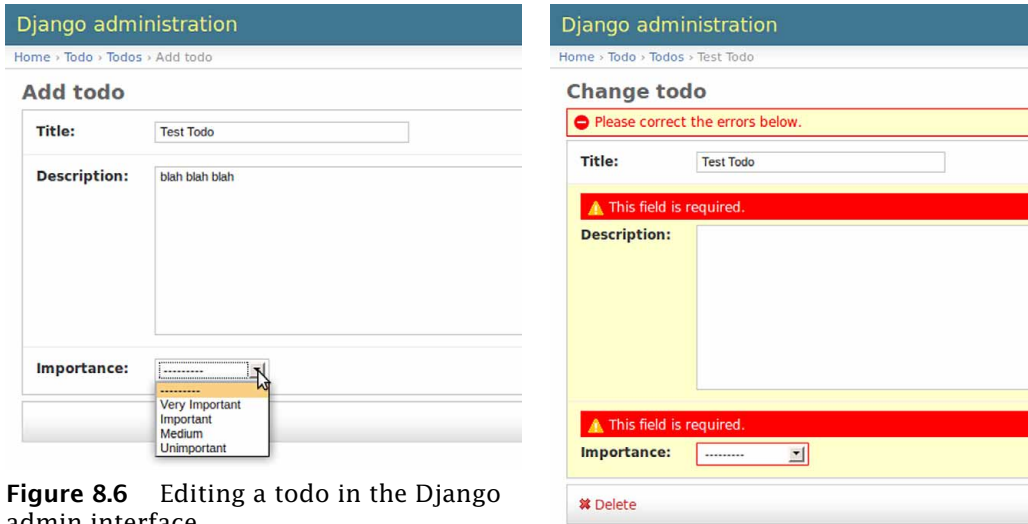 Django administration
Home › Todo › Todos › Add todo
Add todo
Title: Test Todo
Description: blah blah blah
Importance: ---------
---------
Very Important
Important
Medium
Unimportant
Figure 8.6 Editing a todo in the Django
admin interface
Django administration
Home › Todo › Todos › Test Todo
Change todo
Please correct the errors below.
Title: Test Todo
This field is required.
Description:
This field is required.
Importance: ---------
Delete